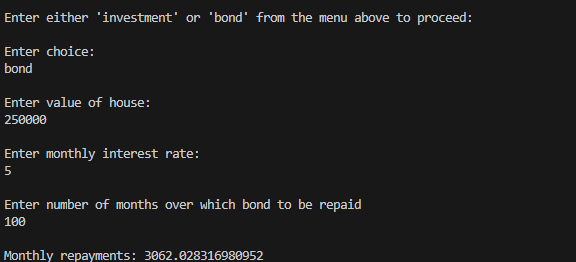 Enter either 'investment' or 'bond' from the menu above to proceed:
Enter choice:
bond
Enter value of house:
250000
Enter monthly interest rate:
5
Enter number of months over which bond to be repaid
100
Monthly repayments: 3062.028316980952